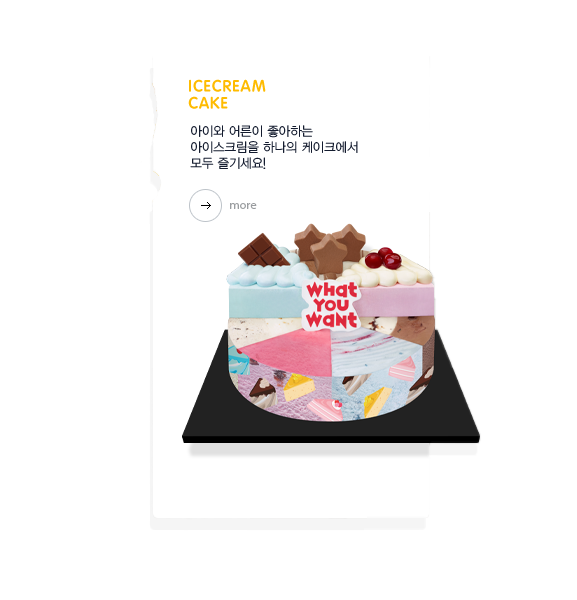 ICECREAM
CAKE
아이와 어른이 좋아하는
아이스크림을 하나의 케이크에서
모두 즐기세요!
more
What
YOU
Want